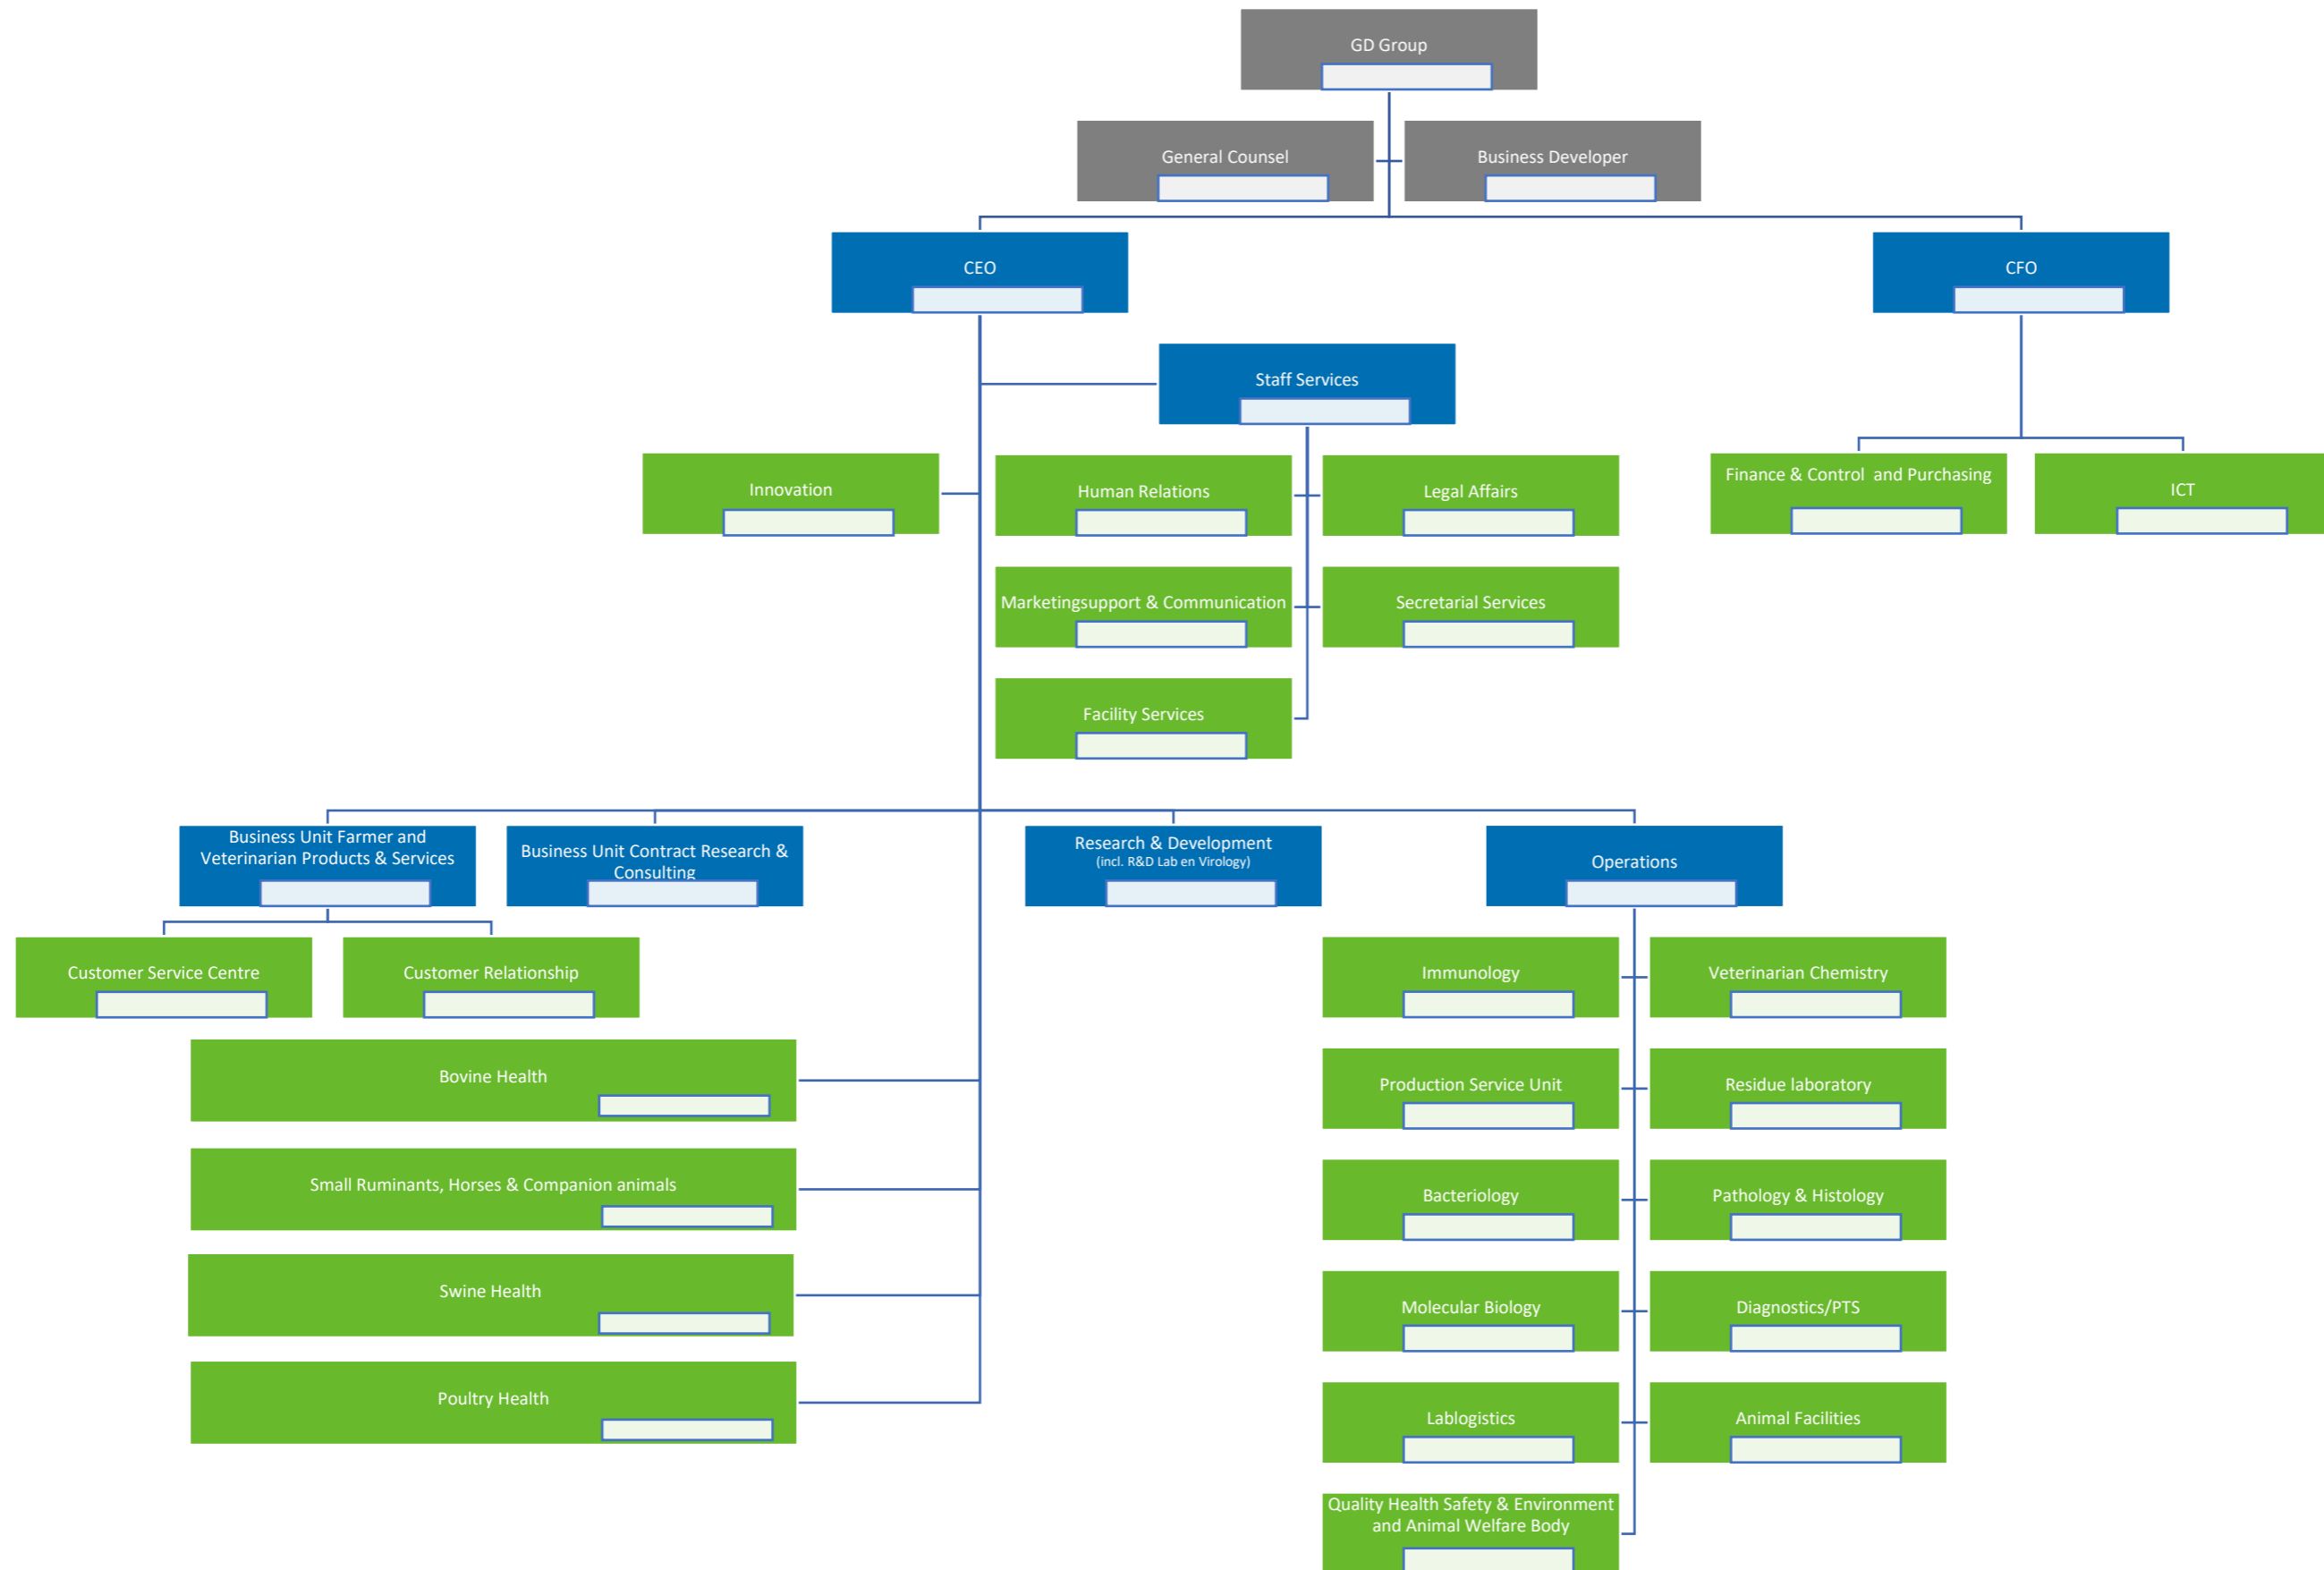 GD Group
General Counsel
Business Developer
CEO
CFO
Staff Services
Innovation
Human Relations
Legal Affairs
Finance & Control  and Purchasing
ICT
Marketingsupport & Communication
Secretarial Services
Facility Services
Business Unit Farmer and
Veterinarian Products & Services
Business Unit Contract Research &
Consulting
Research & Development
(incl. R&D Lab en Virology)
Operations
Customer Service Centre
Customer Relationship
Immunology
Veterinarian Chemistry
Bovine Health
Production Service Unit
Residue laboratory
Small Ruminants, Horses & Companion animals
Bacteriology
Pathology & Histology
Swine Health
Molecular Biology
Diagnostics/PTS
Poultry Health
Lablogistics
Animal Facilities
Quality Health Safety & Environment
and Animal Welfare Body